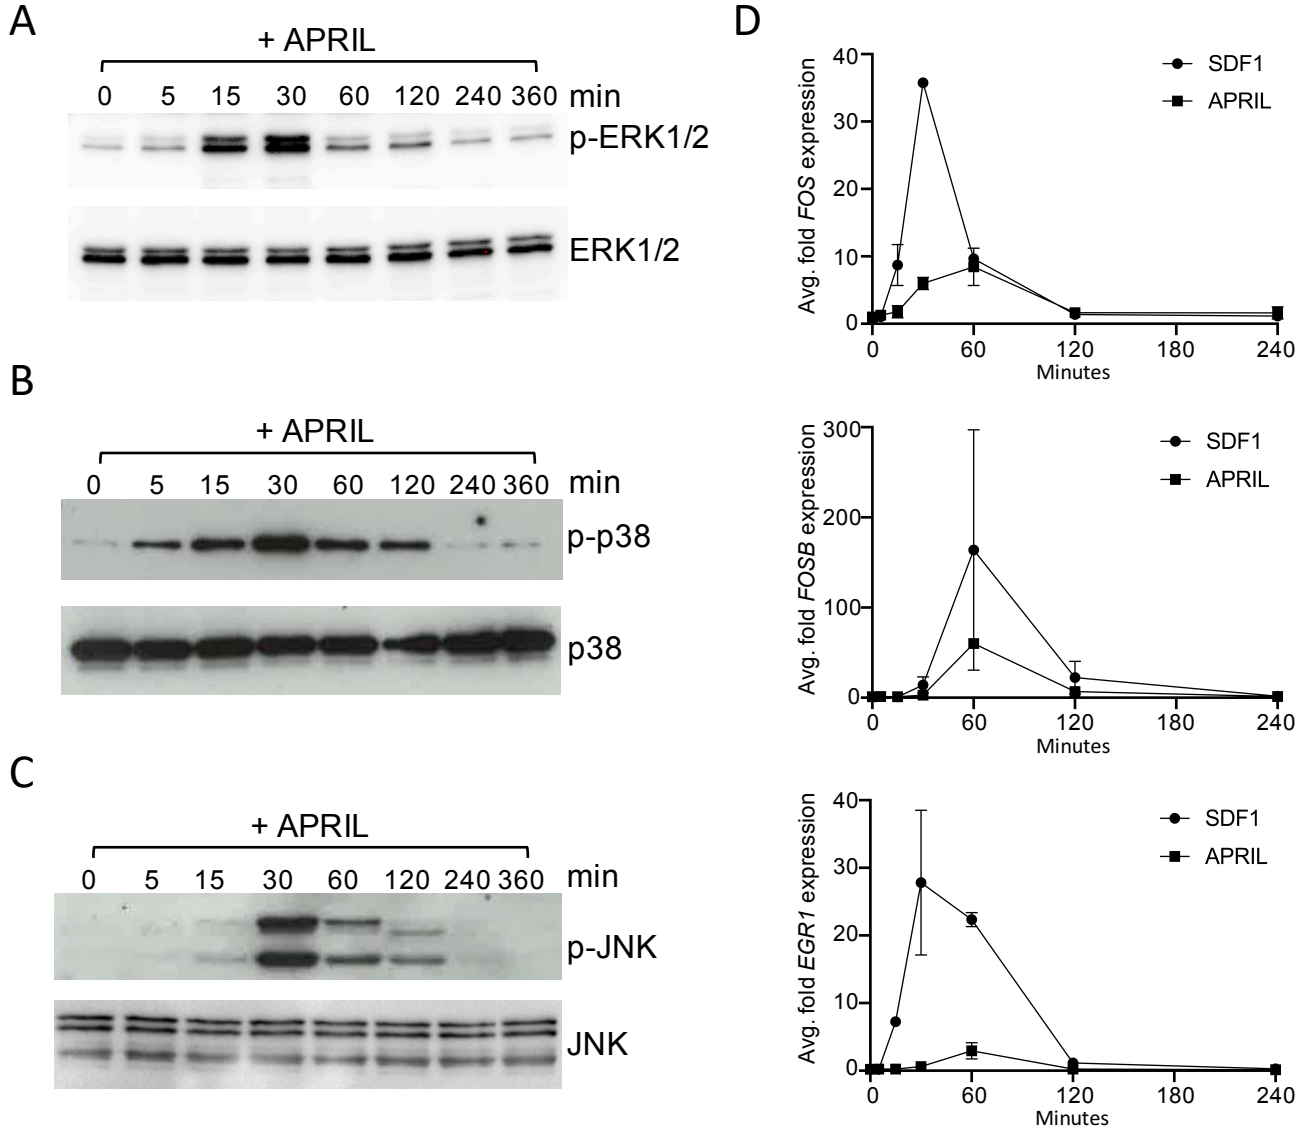 A
+ APRIL
0 5 15 30 60 120 240 360 min
p-ERK1/2
ERK1/2
B
+ APRIL
0 5 15 30 60 120 240 360 min
p-p38
p38
C
+ APRIL
0 5 15 30 60 120 240 360 min
p-JNK
JNK
D
Avg. fold FOS expression
40
30
20
10
0
0 60 120 180 240
Minutes
SDF1
APRIL
Avg. fold FOSB expression
300
200
100
0
0 60 120 180 240
Minutes
SDF1
APRIL
Avg. fold EGR1 expression
40
30
20
10
0
0 60 120 180 240
Minutes
SDF1
APRIL